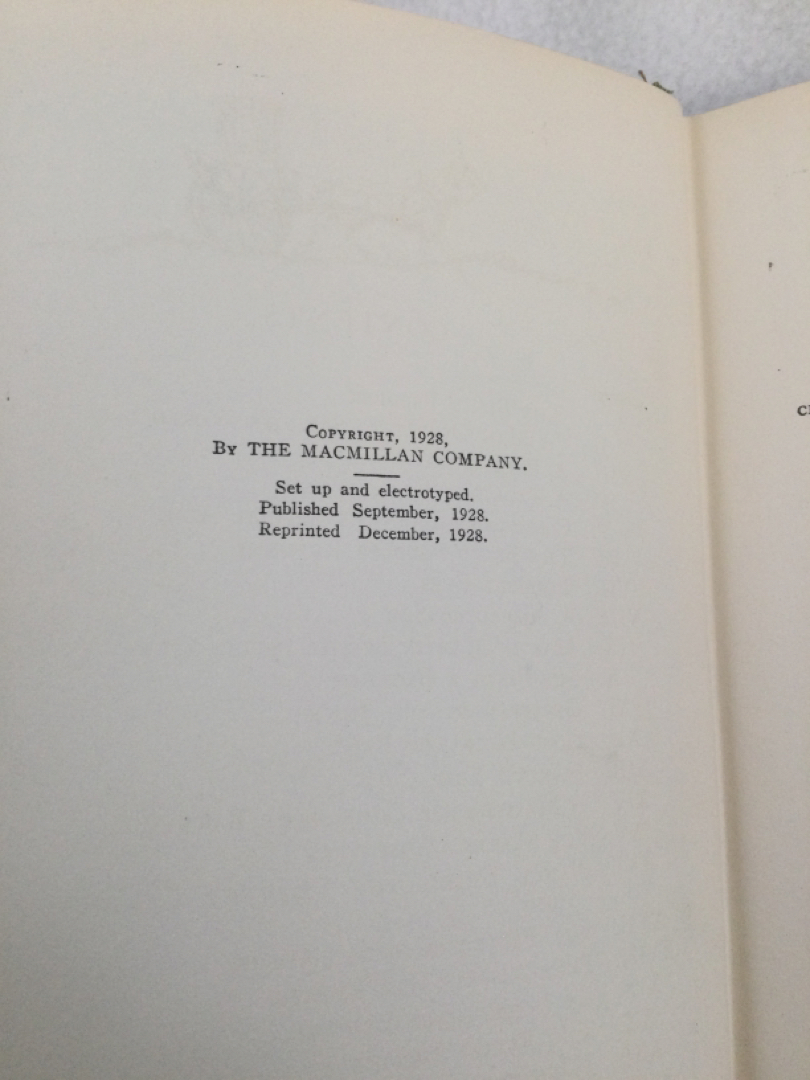 COPYRIGHT, 1928,
BY THE MACMILLAN COMPANY.
Set up and electrotyped.
Published September, 1928.
Reprinted December, 1928.